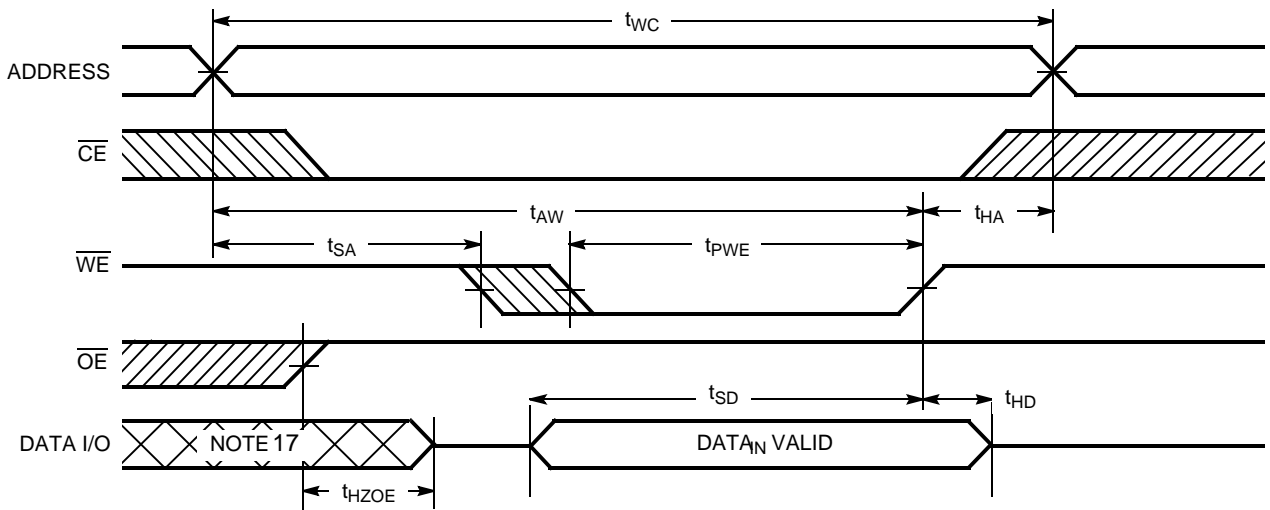 tWC
ADDRESS
CE
tAW
tHA
tSA
tPWE
WE
OE
tSD
tHD
DATA I/O
NOTE 17
DATAIN VALID
tHZOE